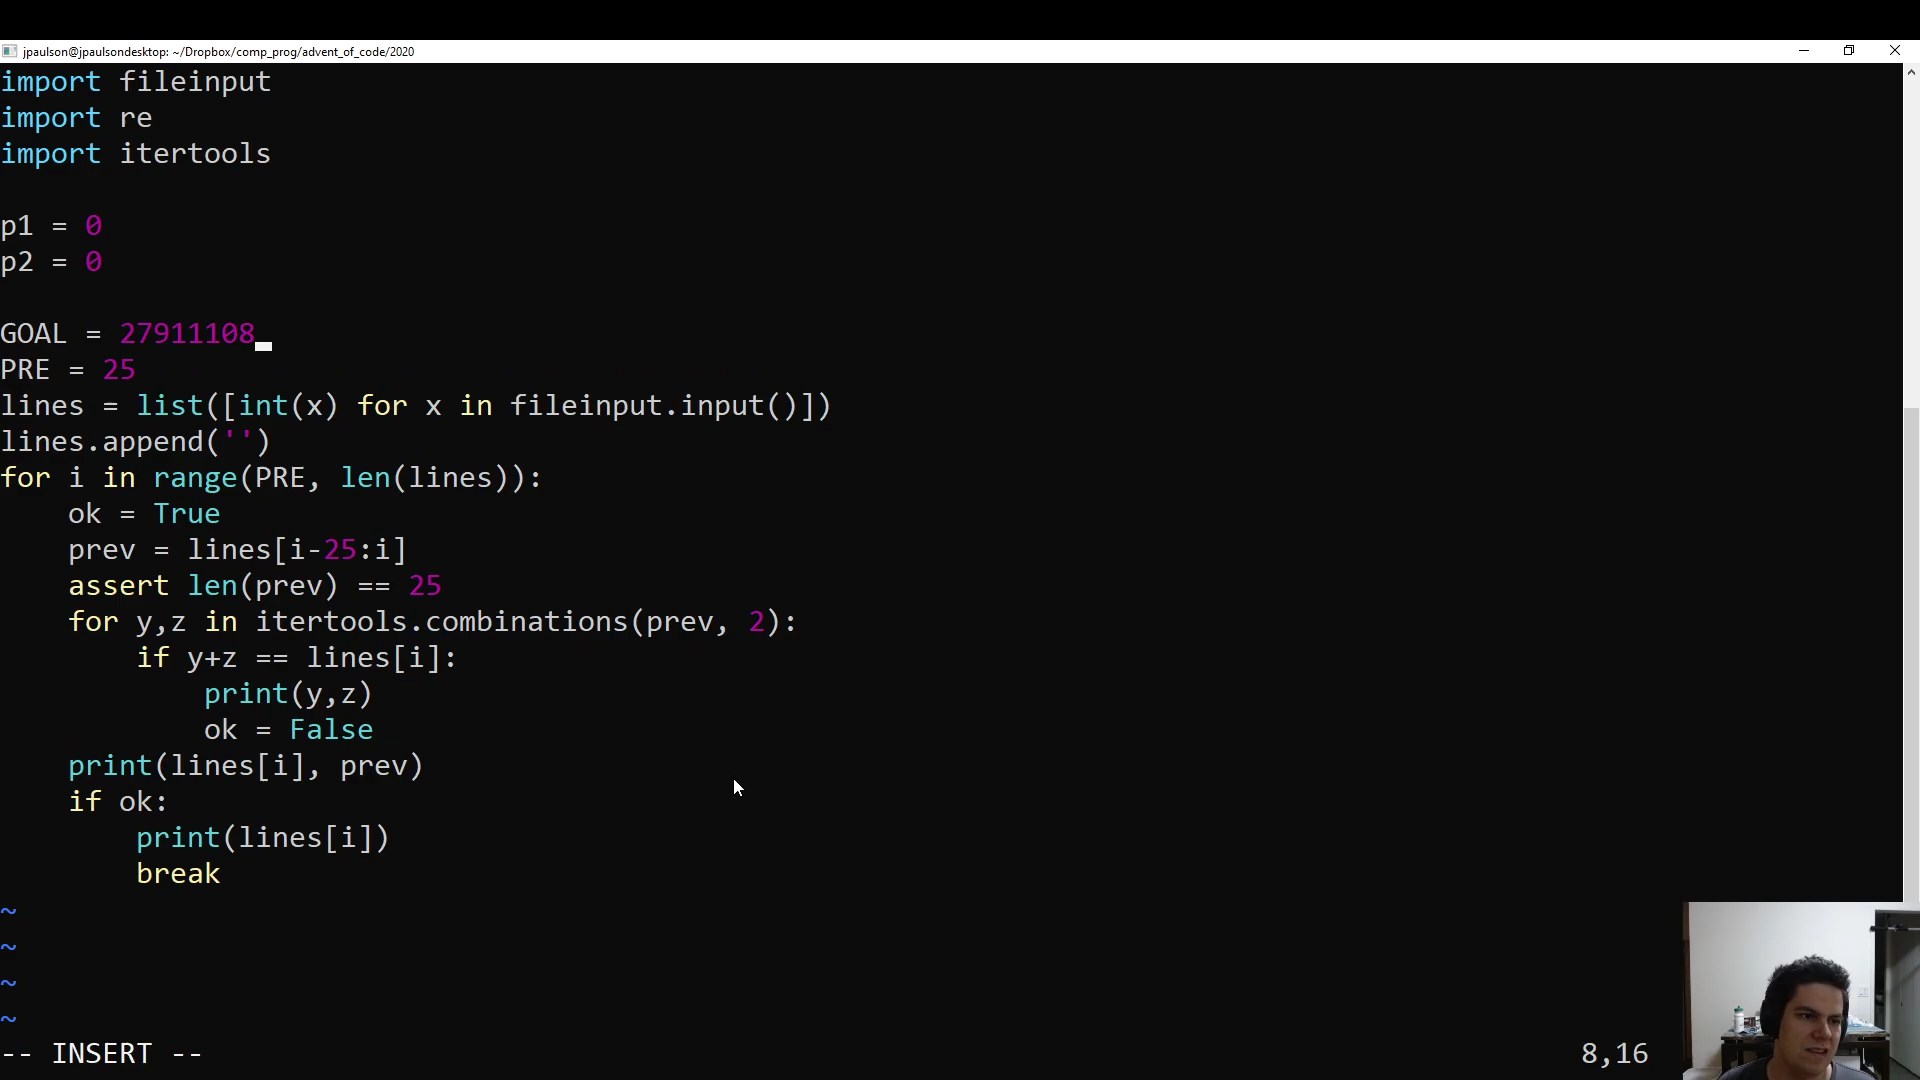 jpaulson@jpaulsondesktop: ~/Dropbox/comp_prog/advent_of_code/2020
import fileinput
import re
import itertools
p1 = 0
p2 = 0
GOAL = 27911108
PRE = 25
lines = list([int(x) for x in fileinput.input()])
lines.append('')
for i in range(PRE, len(lines)):
    ok = True
    prev = lines[i-25:i]
    assert len(prev) == 25
    for y,z in itertools.combinations(prev, 2):
        if y+z == lines[i]:
            print(y,z)
            ok = False
    print(lines[i], prev)
    if ok:
        print(lines[i])
        break
~
~
~
~
-- INSERT -- 8,16